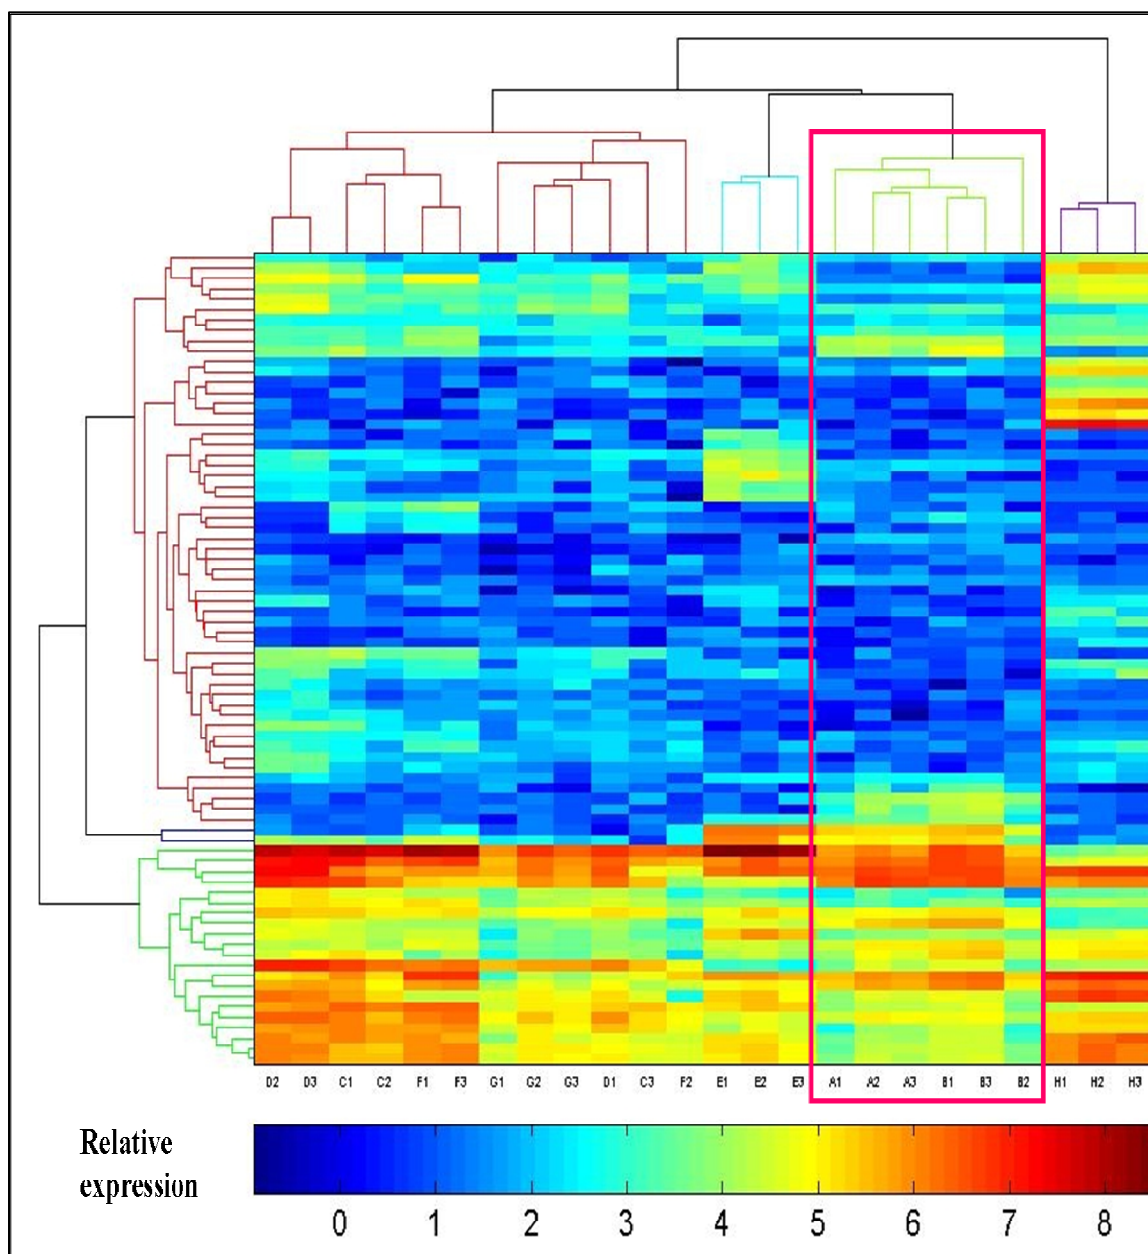 D2 D3 C1 C2 F1 F3 G1 G2 G3 D1 C3 F2 E1 E2 E3 A1 A2 A3 B1 B3 B2 H1 H2 H3
Relative
expression
0 1 2 3 4 5 6 7 8